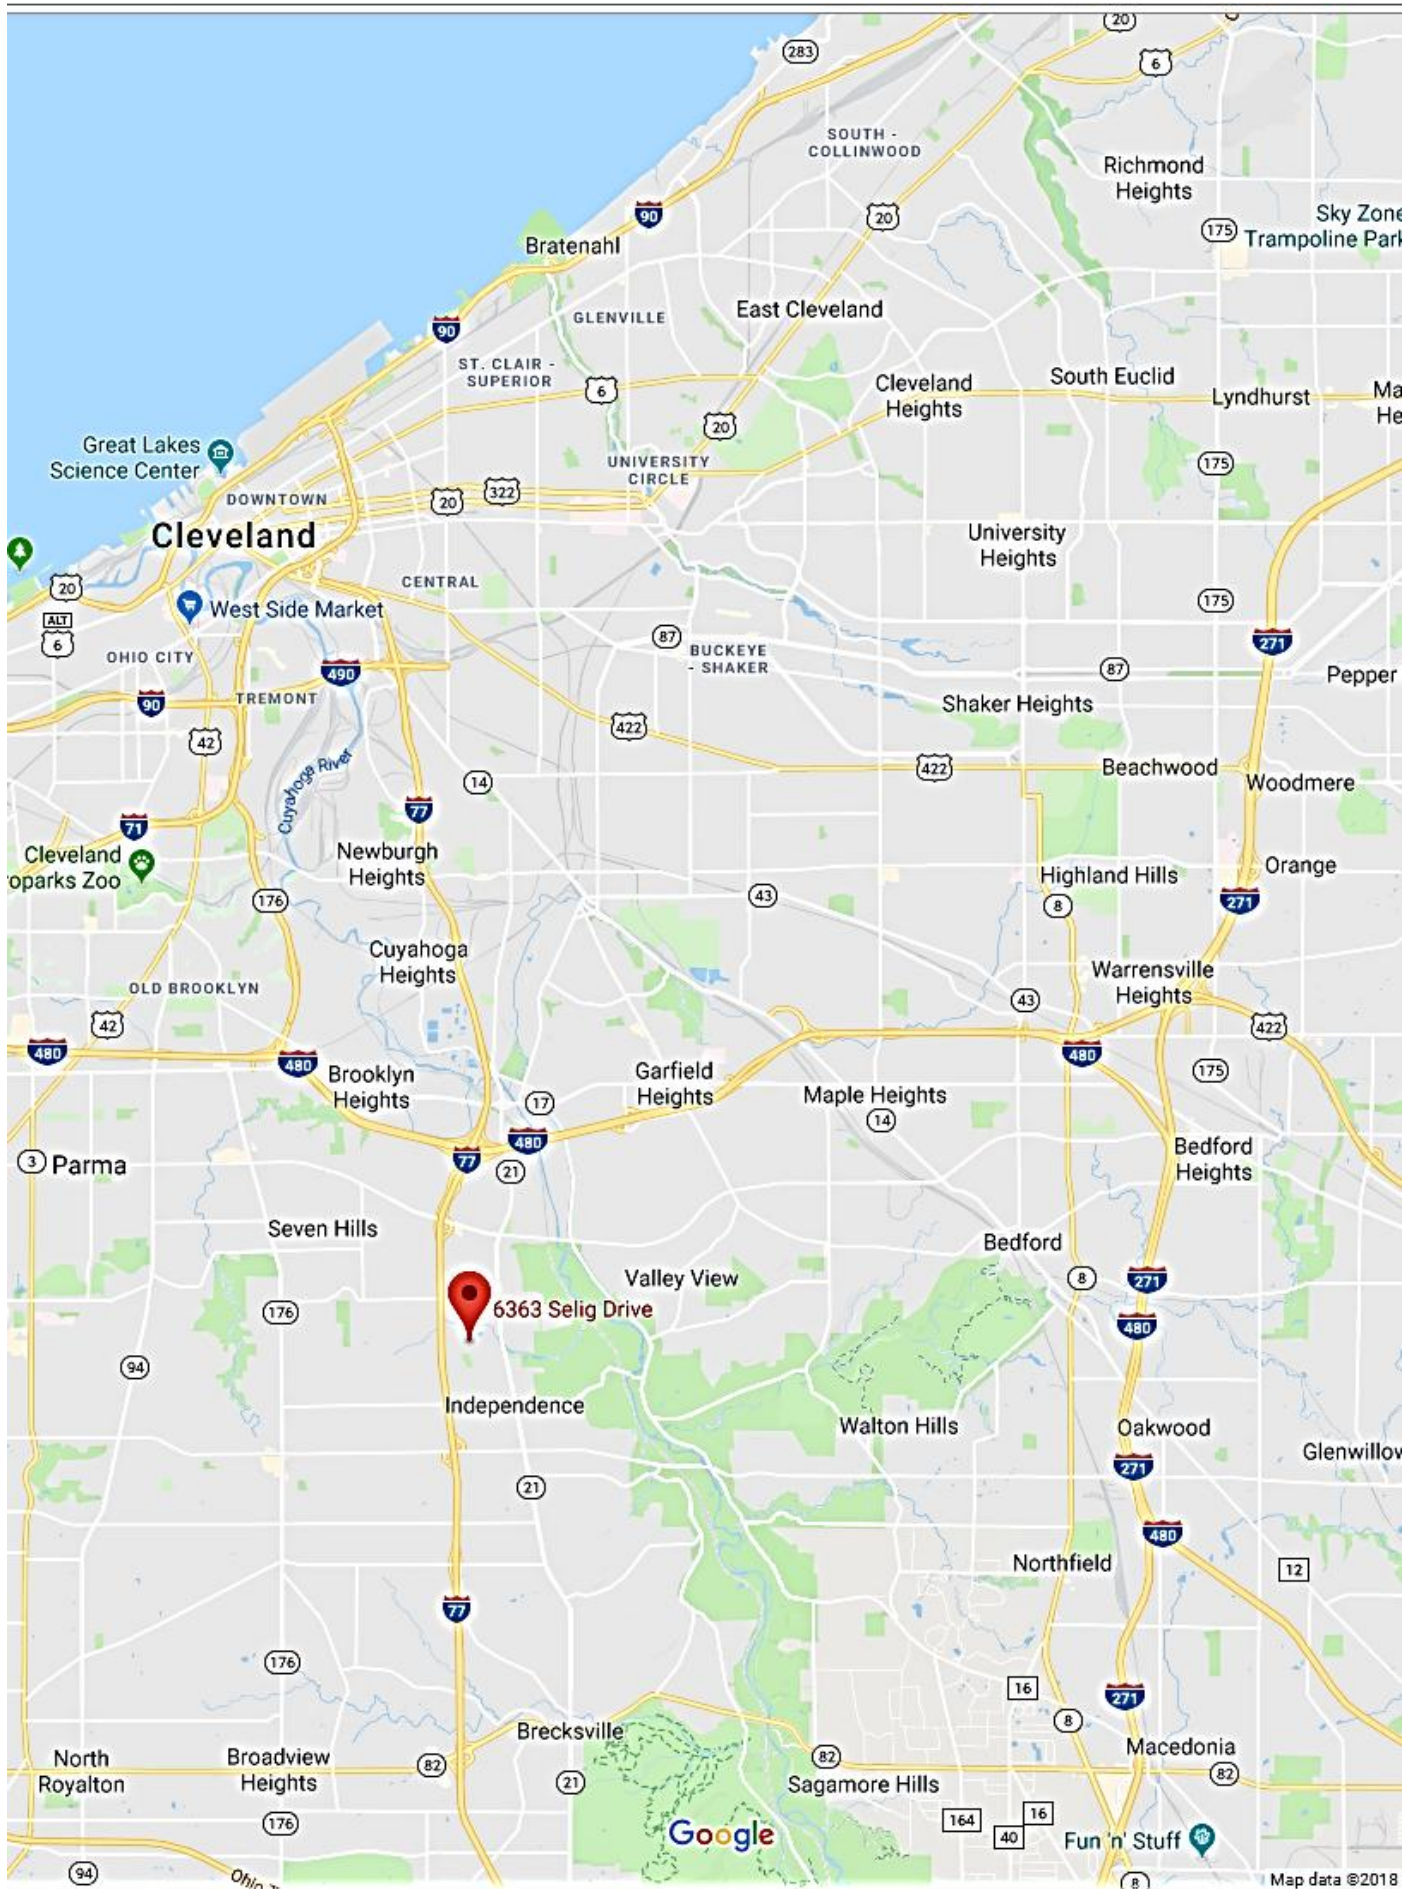 20
283
6
SOUTH -
COLLINWOOD
Richmond
Heights
90
20
175
Sky Zone
Trampoline Park
Bratenahl
East Cleveland
GLENVILLE
90
ST. CLAIR -
SUPERIOR
6
Cleveland
Heights
South Euclid
Lyndhurst
Ma
He
20
Great Lakes
Science Center
UNIVERSITY
CIRCLE
175
DOWNTOWN
20
322
Cleveland
University
Heights
CENTRAL
20
West Side Market
175
ALT
6
87
271
OHIO CITY
BUCKEYE
- SHAKER
490
87
Pepper
90
TREMONT
Shaker Heights
42
422
Cuyahoga River
14
422
Beachwood
Woodmere
77
71
Cleveland
roparks Zoo
Newburgh
Heights
Orange
Highland Hills
176
43
8
271
Cuyahoga
Heights
Warrensville
Heights
OLD BROOKLYN
43
42
422
480
480
480
Brooklyn
Heights
Garfield
Heights
175
17
Maple Heights
14
480
77
21
3
Parma
Bedford
Heights
Seven Hills
Bedford
Valley View
8
271
6363 Selig Drive
176
480
94
Independence
Walton Hills
Oakwood
Glenwillow
271
21
480
Northfield
12
77
176
16
271
8
Brecksville
North
Royalton
Broadview
Heights
82
82
Macedonia
82
21
Sagamore Hills
176
164
16
40
Google
Fun 'n' Stuff
94
Ohio T
8
Map data ©2018